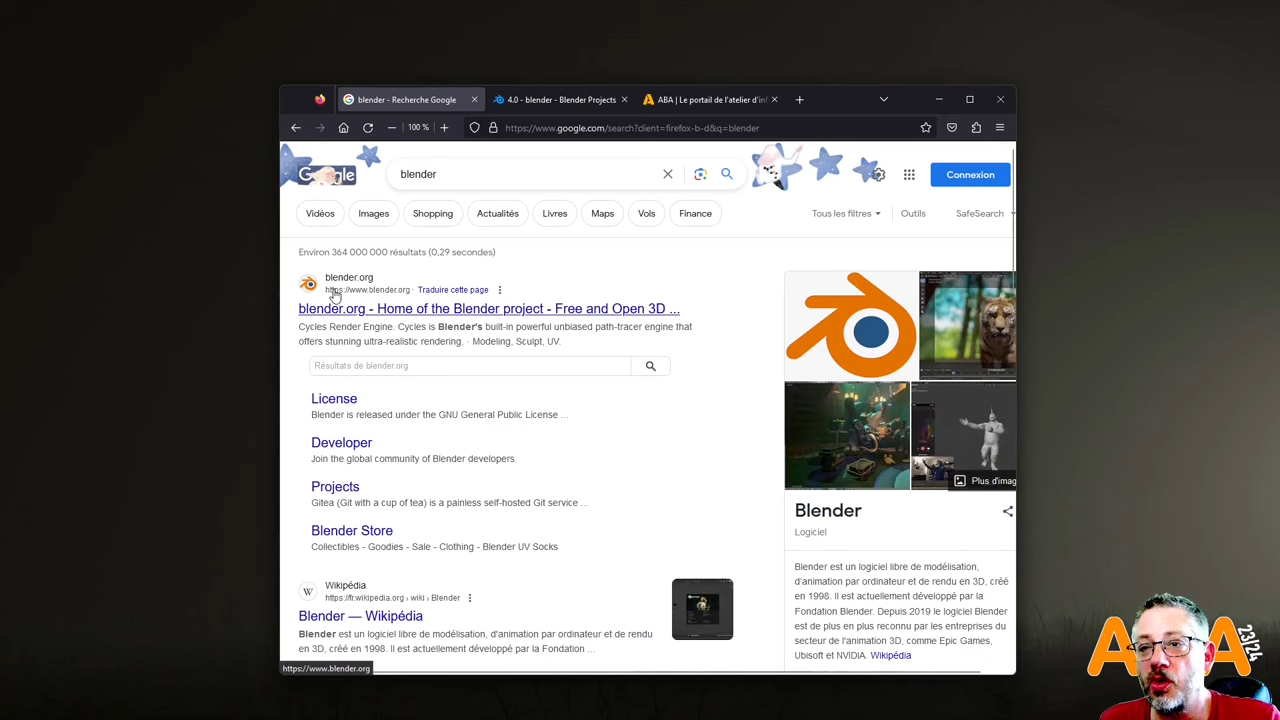 blender - Recherche Google
4.0 - blender - Blender Projects
ABA | Le portail de l'atelier d'inf
100 %
https://www.google.com/search?client=firefox-b-d&q=blender
Google
blender
Connexion
Vidéos
Images
Shopping
Actualités
Livres
Maps
Vols
Finance
Tous les filtres
Outils
SafeSearch
Environ 364 000 000 résultats (0,29 secondes)
blender.org
https://www.blender.org · Traduire cette page
blender.org - Home of the Blender project - Free and Open 3D ...
Cycles Render Engine. Cycles is Blender's built-in powerful unbiased path-tracer engine that
offers stunning ultra-realistic rendering. · Modeling, Sculpt, UV.
Résultats de blender.org
License
Blender is released under the GNU General Public License ...
Developer
Join the global community of Blender developers.
Projects
Gitea (Git with a cup of tea) is a painless self-hosted Git service ...
Blender Store
Collectibles - Goodies - Sale - Clothing - Blender UV Socks
W
Wikipédia
https://fr.wikipedia.org › wiki › Blender
Blender — Wikipédia
Blender est un logiciel libre de modélisation, d'animation par ordinateur et de rendu
en 3D, créé en 1998. Il est actuellement développé par la Fondation ...
https://www.blender.org
Plus d'imag
Blender
Logiciel
Blender est un logiciel libre de modélisation,
d'animation par ordinateur et de rendu en 3D, créé
en 1998. Il est actuellement développé par la
Fondation Blender. Depuis 2019 le logiciel Blender
est de plus en plus reconnu par les entreprises du
secteur de l'animation 3D, comme Epic Games,
Ubisoft et NVIDIA. Wikipédia
ABA
23/24